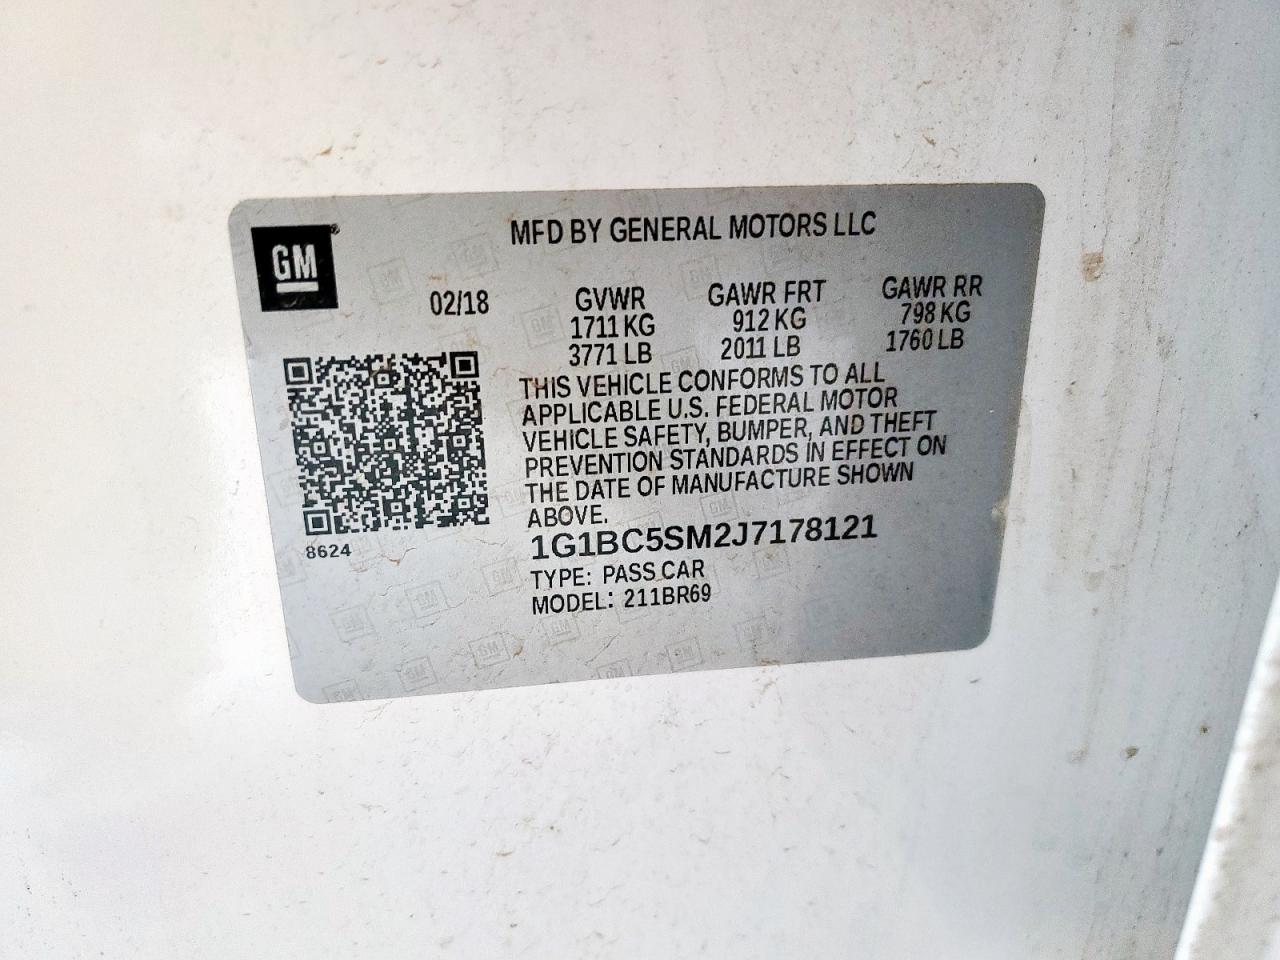 GM
MFD BY GENERAL MOTORS LLC
02/18 GVWR GAWR FRT GAWR RR
1711 KG 912 KG 798 KG
3771 LB 2011 LB 1760 LB
THIS VEHICLE CONFORMS TO ALL
APPLICABLE U.S. FEDERAL MOTOR
VEHICLE SAFETY, BUMPER, AND THEFT
PREVENTION STANDARDS IN EFFECT ON
THE DATE OF MANUFACTURE SHOWN
ABOVE.
8624
1G1BC5SM2J7178121
TYPE: PASS CAR
MODEL: 211BR69